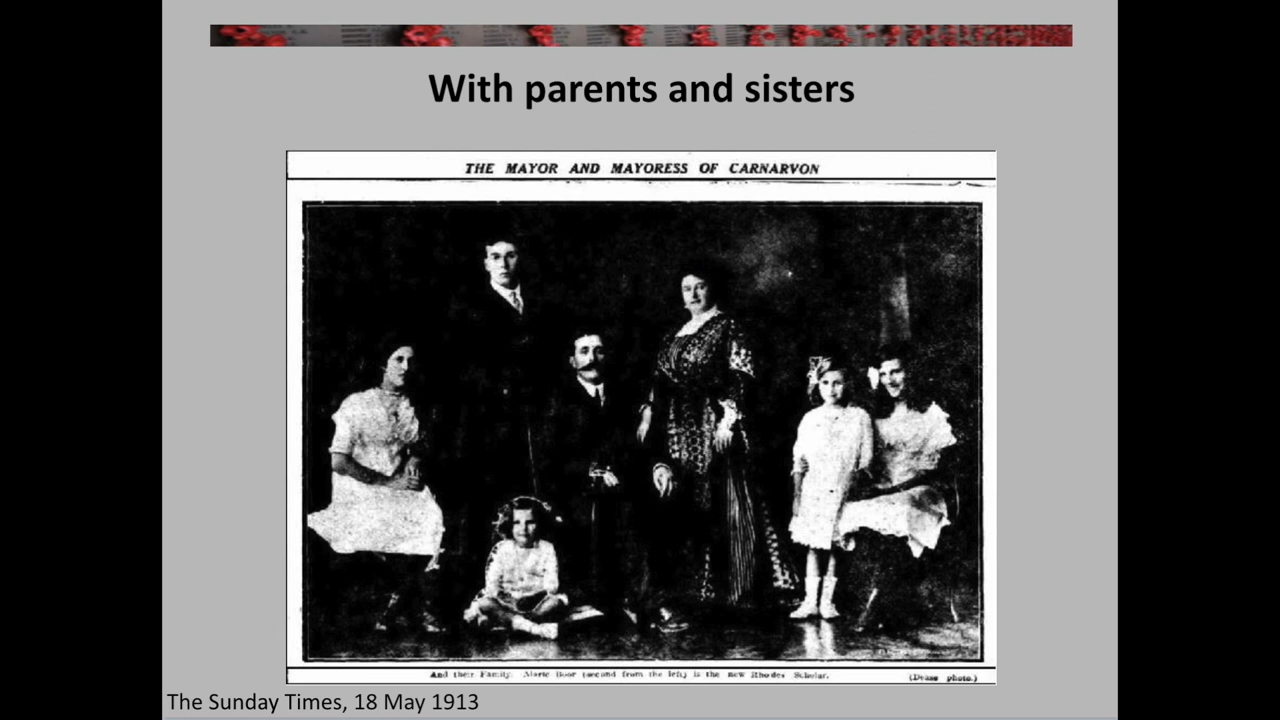 With parents and sisters
THE MAYOR AND MAYORESS OF CARNARVON
And their Family. Alaric Boor (second from the left) is the new Rhodes Scholar.
(Dease photo.)
The Sunday Times, 18 May 1913